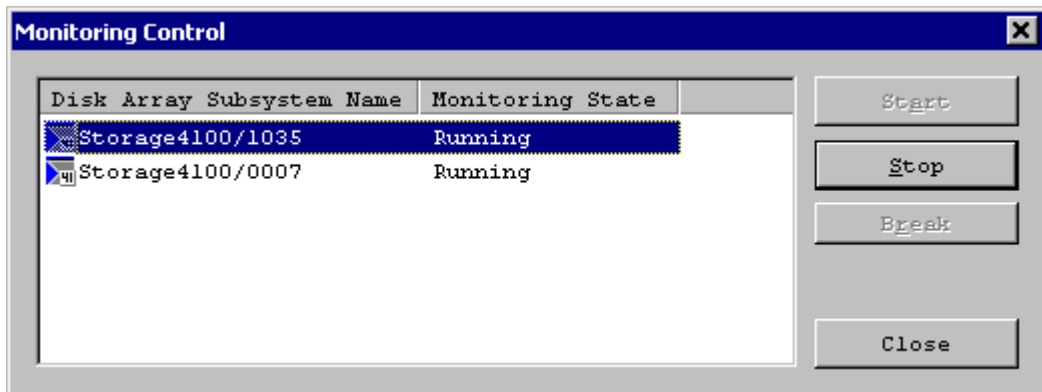 Monitoring Control
Disk Array Subsystem Name Monitoring State
Start
Storage4100/1035 Running
Storage4100/0007 Running
Stop
Break
Close